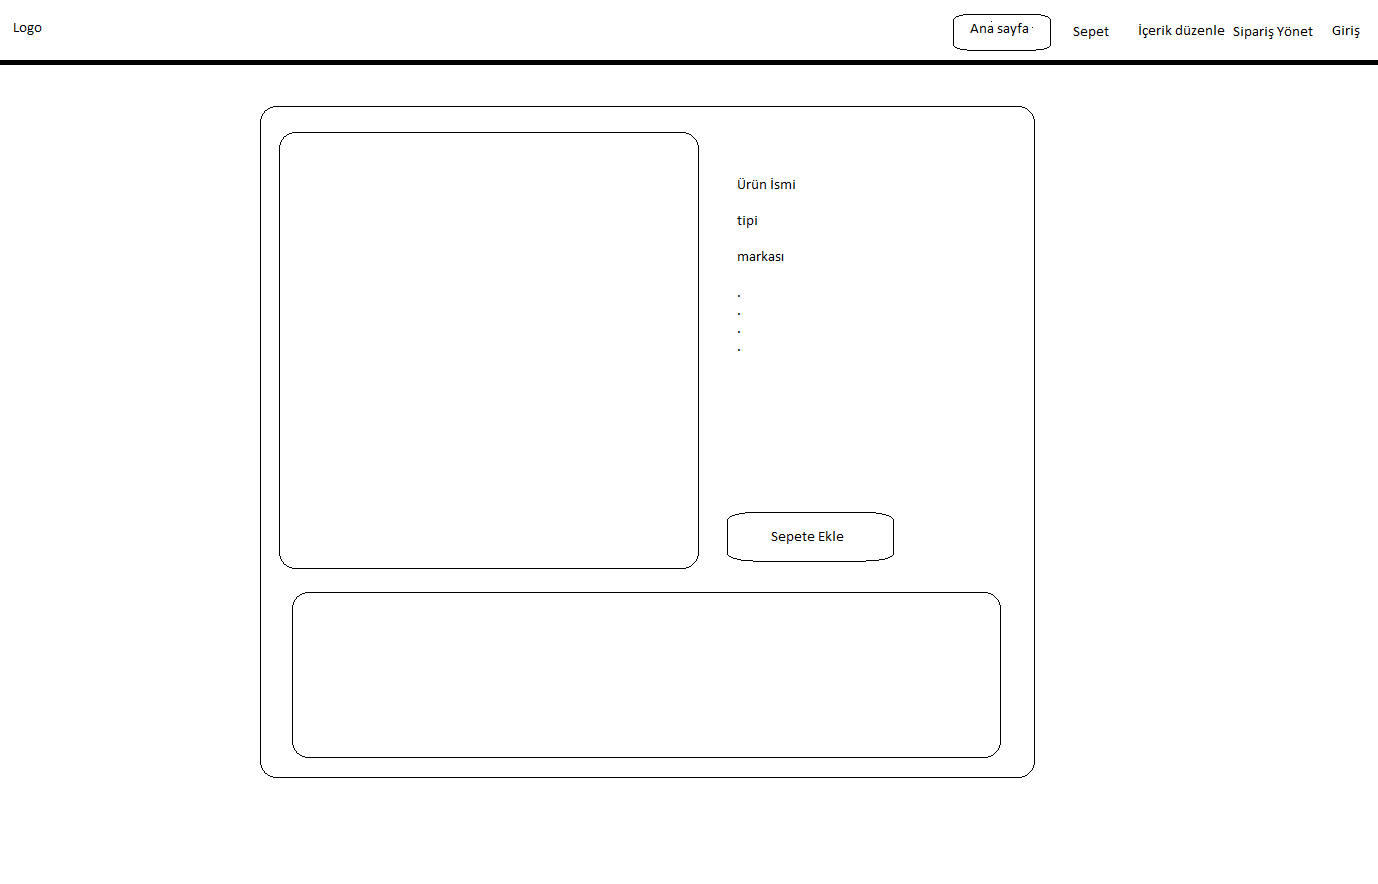 Logo
Ana sayfa
Sepet
İçerik düzenle
Sipariş Yönet
Giriş
Ürün İsmi
tipi
markası
.
.
.
.
Sepete Ekle